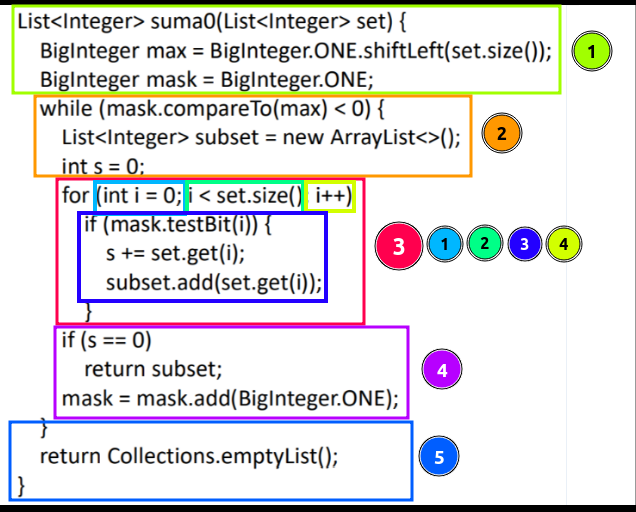 List<Integer> suma0(List<Integer> set) {
BigInteger max = BigInteger.ONE.shiftLeft(set.size());
BigInteger mask = BigInteger.ONE;
1
while (mask.compareTo(max) < 0) {
List<Integer> subset = new ArrayList<>();
int s = 0;
2
for (int i = 0; i < set.size() i++)
if (mask.testBit(i)) {
s += set.get(i);
subset.add(set.get(i));
}
3 1 2 3 4
if (s == 0)
return subset;
mask = mask.add(BigInteger.ONE);
4
}
return Collections.emptyList();
}
5